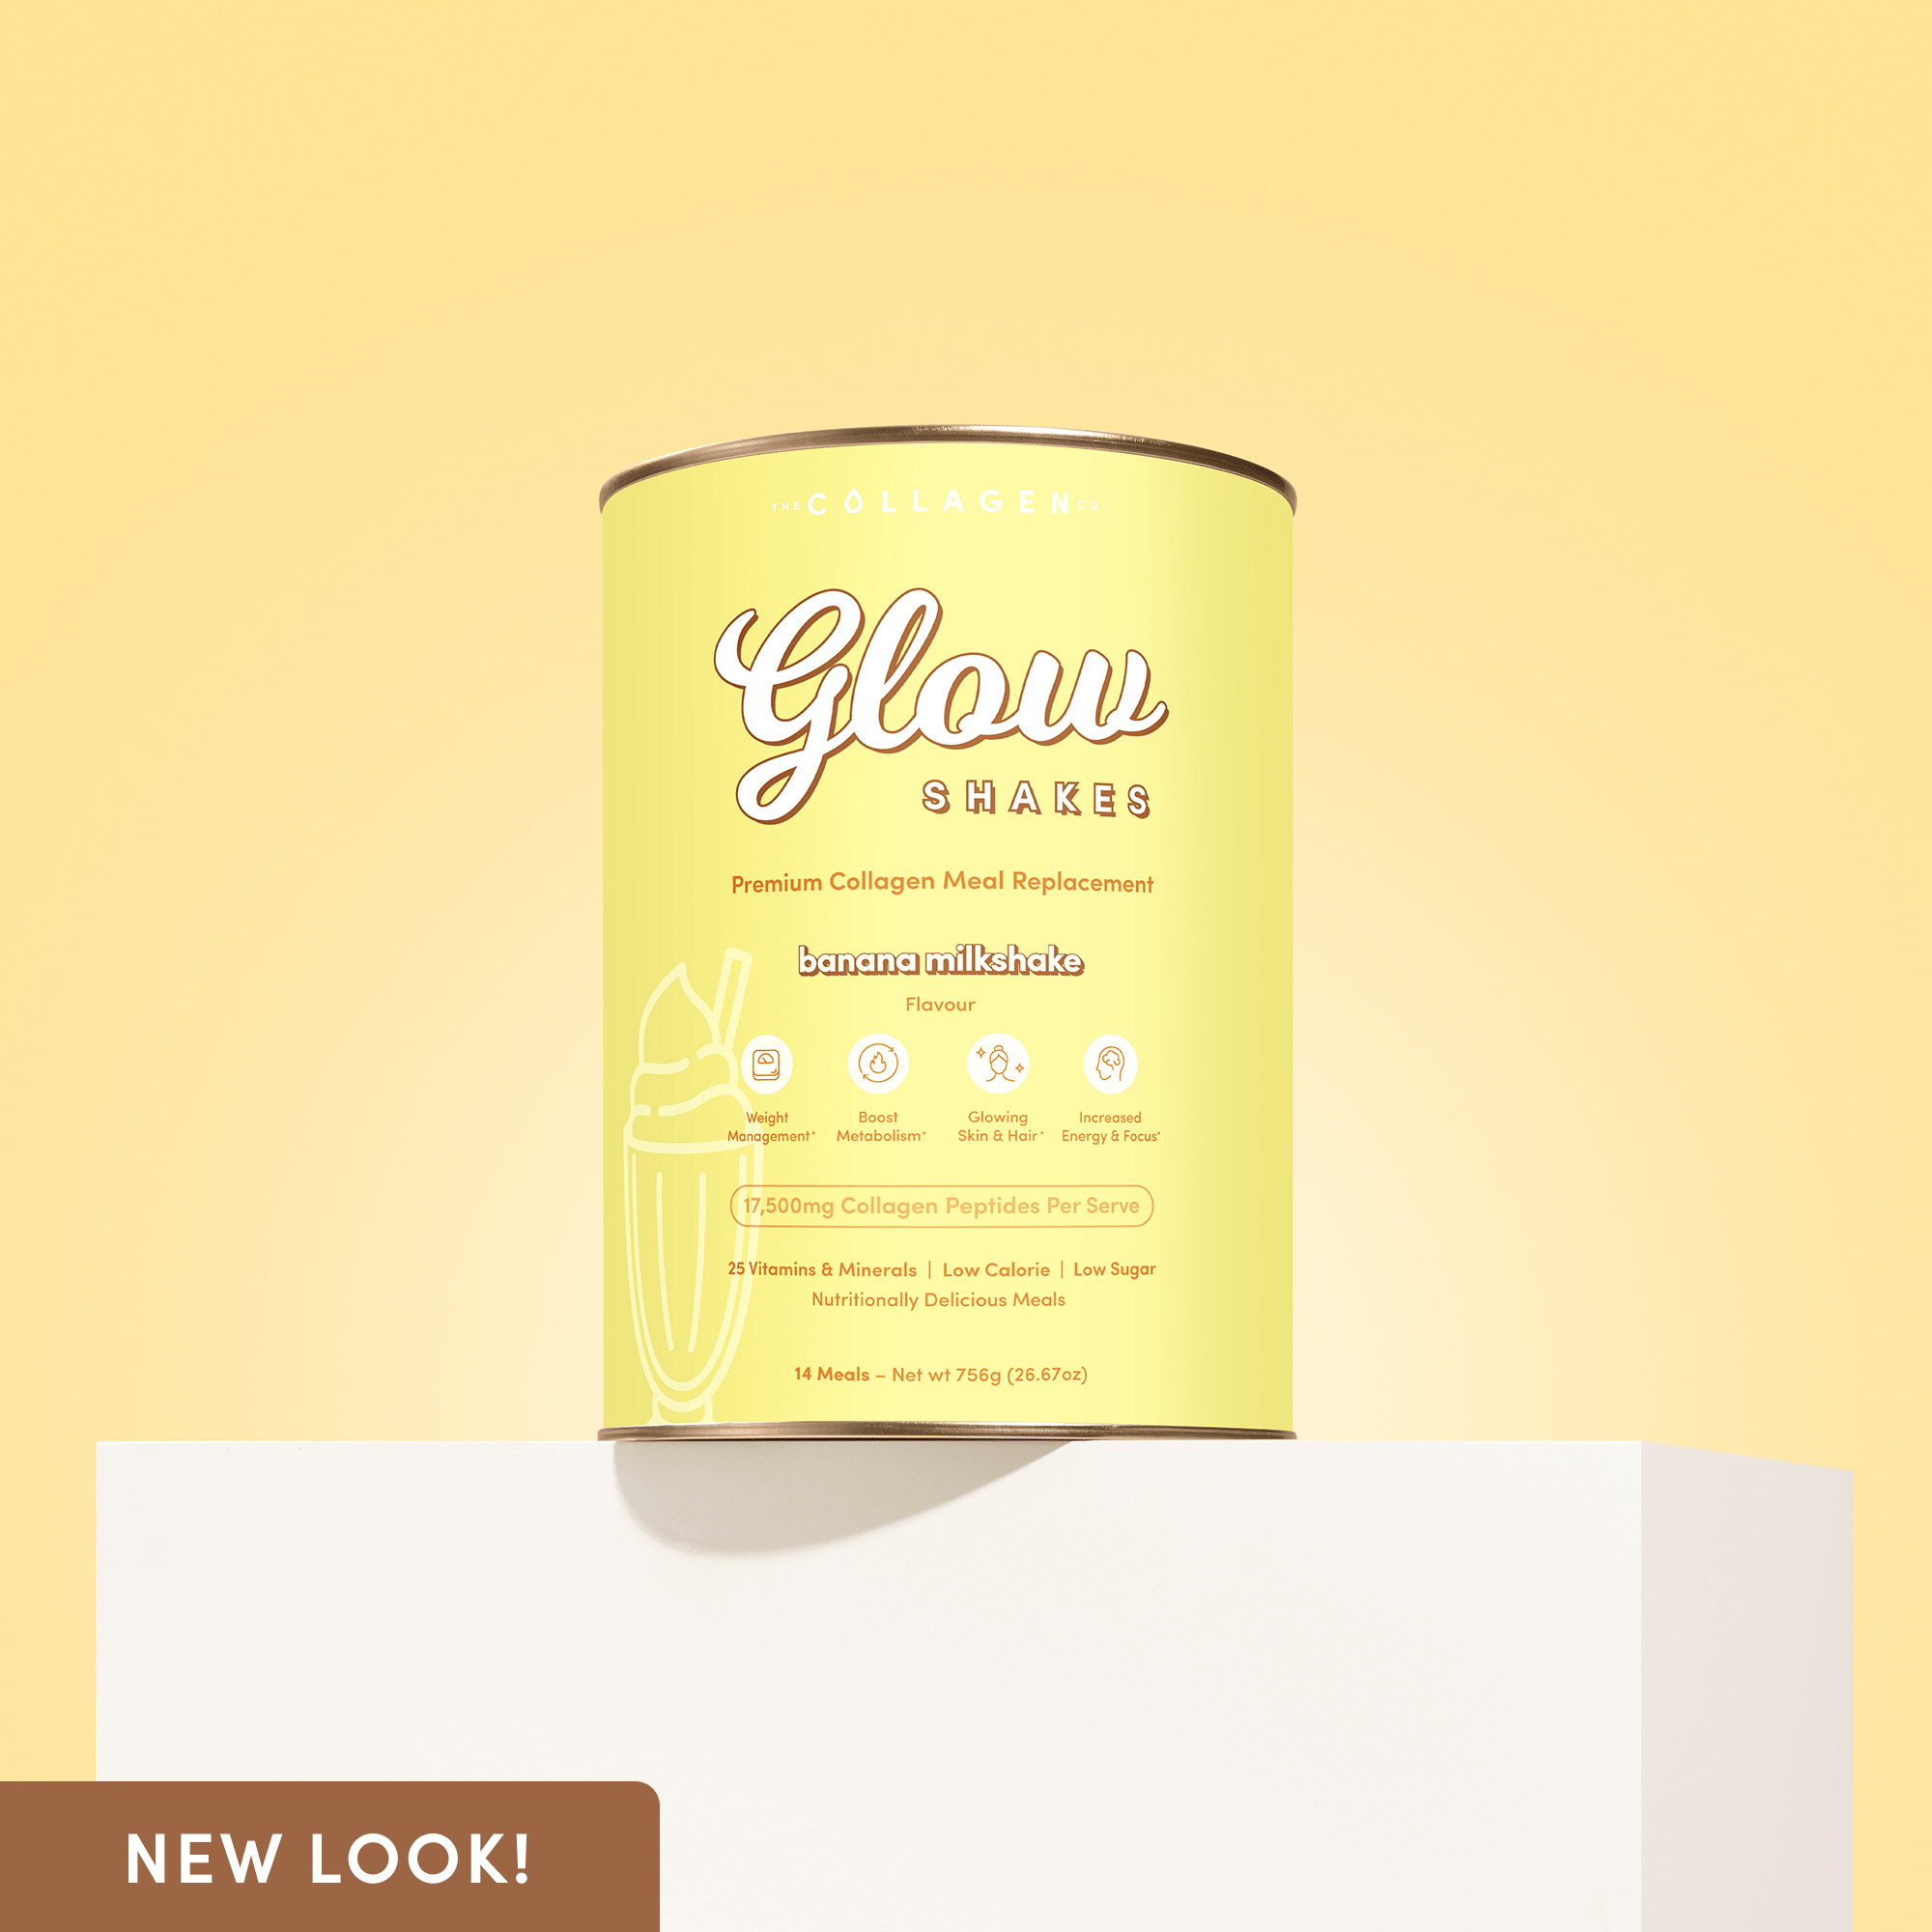 THE COLLAGEN CO.
Glow
SHAKES
Premium Collagen Meal Replacement
banana milkshake
Flavour
Weight Management*
Boost Metabolism*
Glowing Skin & Hair*
Increased Energy & Focus*
17,500mg Collagen Peptides Per Serve
25 Vitamins & Minerals | Low Calorie | Low Sugar
Nutritionally Delicious Meals
14 Meals – Net wt 756g (26.67oz)
NEW LOOK!